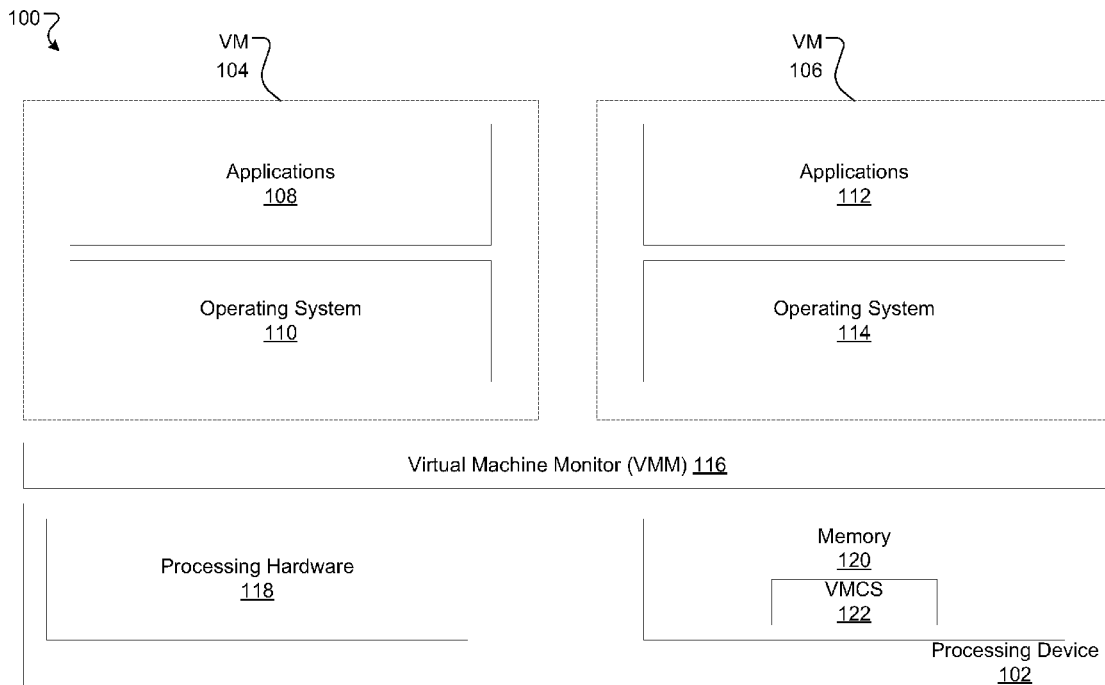 100
VM
104
VM
106
Applications
108
Applications
112
Operating System
110
Operating System
114
Virtual Machine Monitor (VMM) 116
Processing Hardware
118
Memory
120
VMCS
122
Processing Device
102